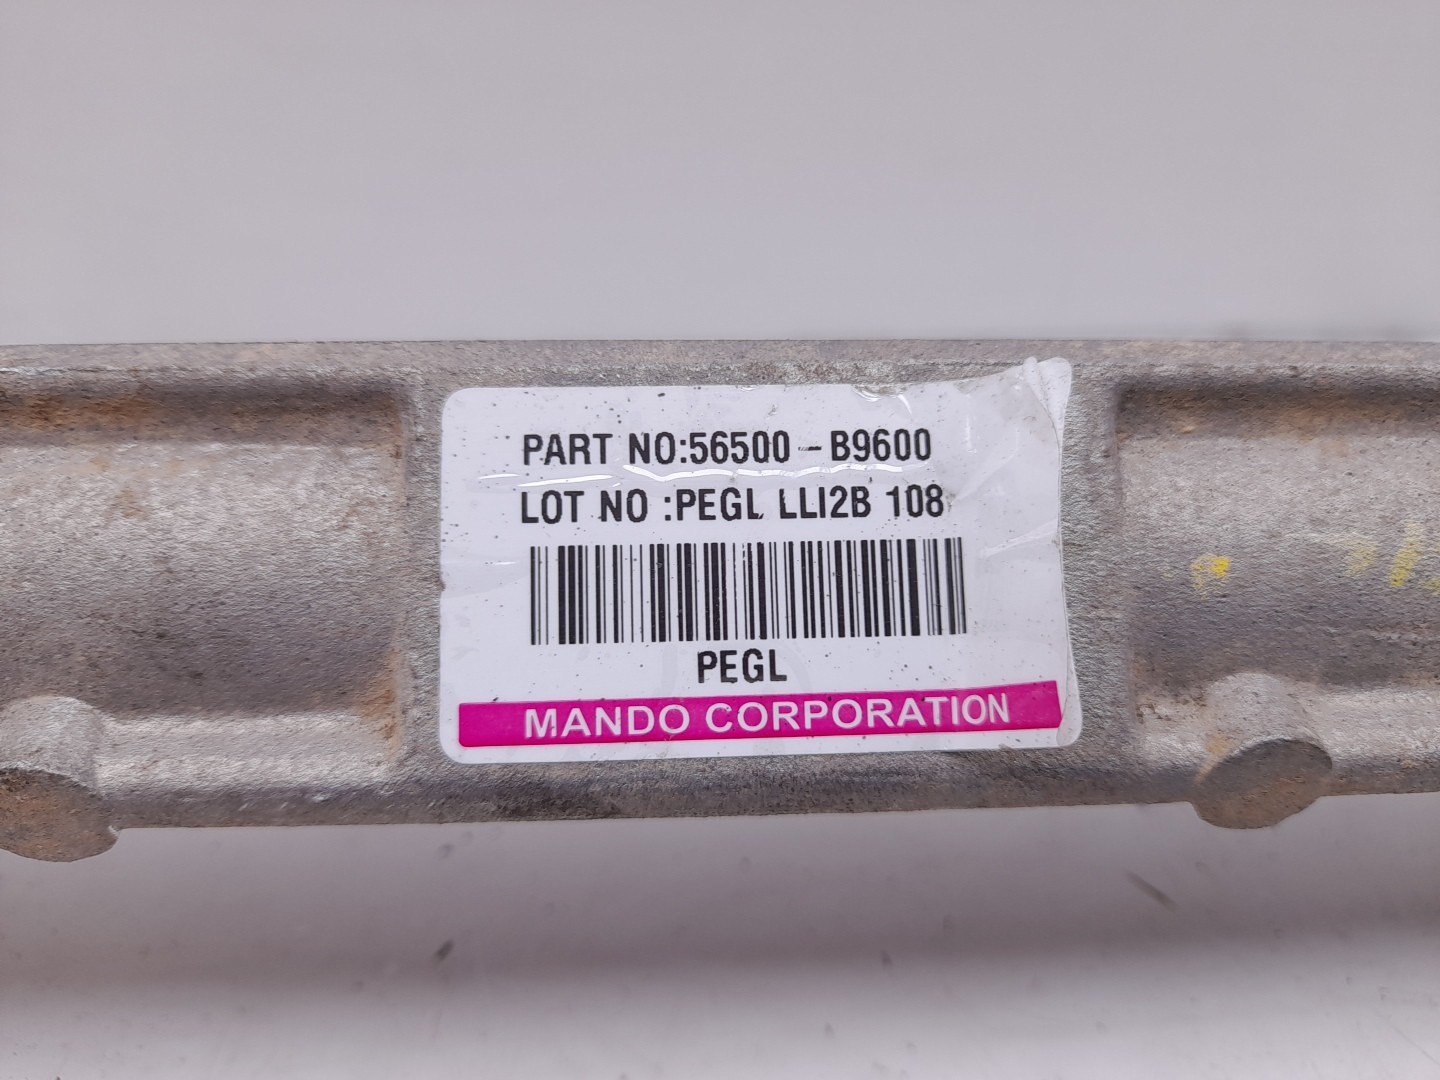 PART NO:56500-B9600
LOT NO :PEGL LLI2B 108
PEGL
MANDO CORPORATION